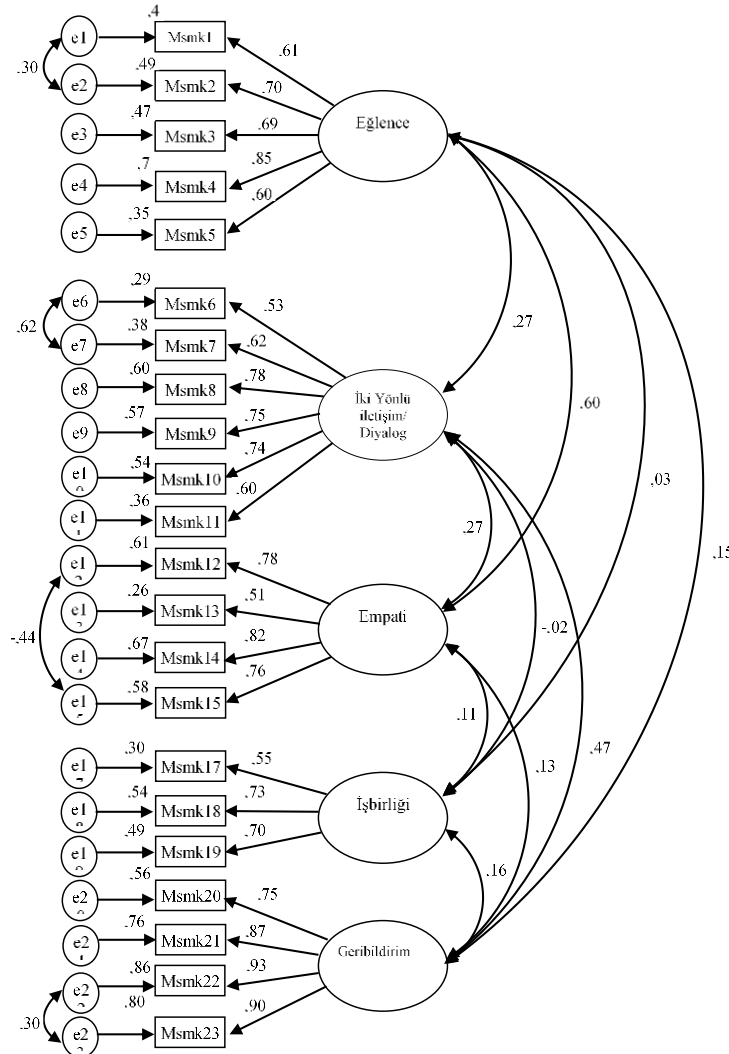 ,4
e1
Msmk1
,61
,30
,49
e2
Msmk2
,70
Eğlence
,47
e3
Msmk3
,69
,7
e4
Msmk4
,85
,35
e5
Msmk5
,60
,29
e6
Msmk6
,53
,27
,62
,38
e7
Msmk7
,62
,60
e8
Msmk8
,78
İki Yönlü
iletişim/
Diyalog
,60
,57
e9
Msmk9
,75
,54
Msmk10
,74
,03
,36
Msmk11
,60
,27
,15
,61
Msmk12
,78
,26
Msmk13
,51
Empati
-,44
-,02
,67
Msmk14
,82
,58
Msmk15
,76
,11
,30
Msmk17
,55
,47
,13
,54
Msmk18
,73
İşbirliği
,49
Msmk19
,70
,16
,56
Msmk20
,75
,76
Msmk21
,87
Geribildirim
,86
Msmk22
,93
,80
,30
Msmk23
,90